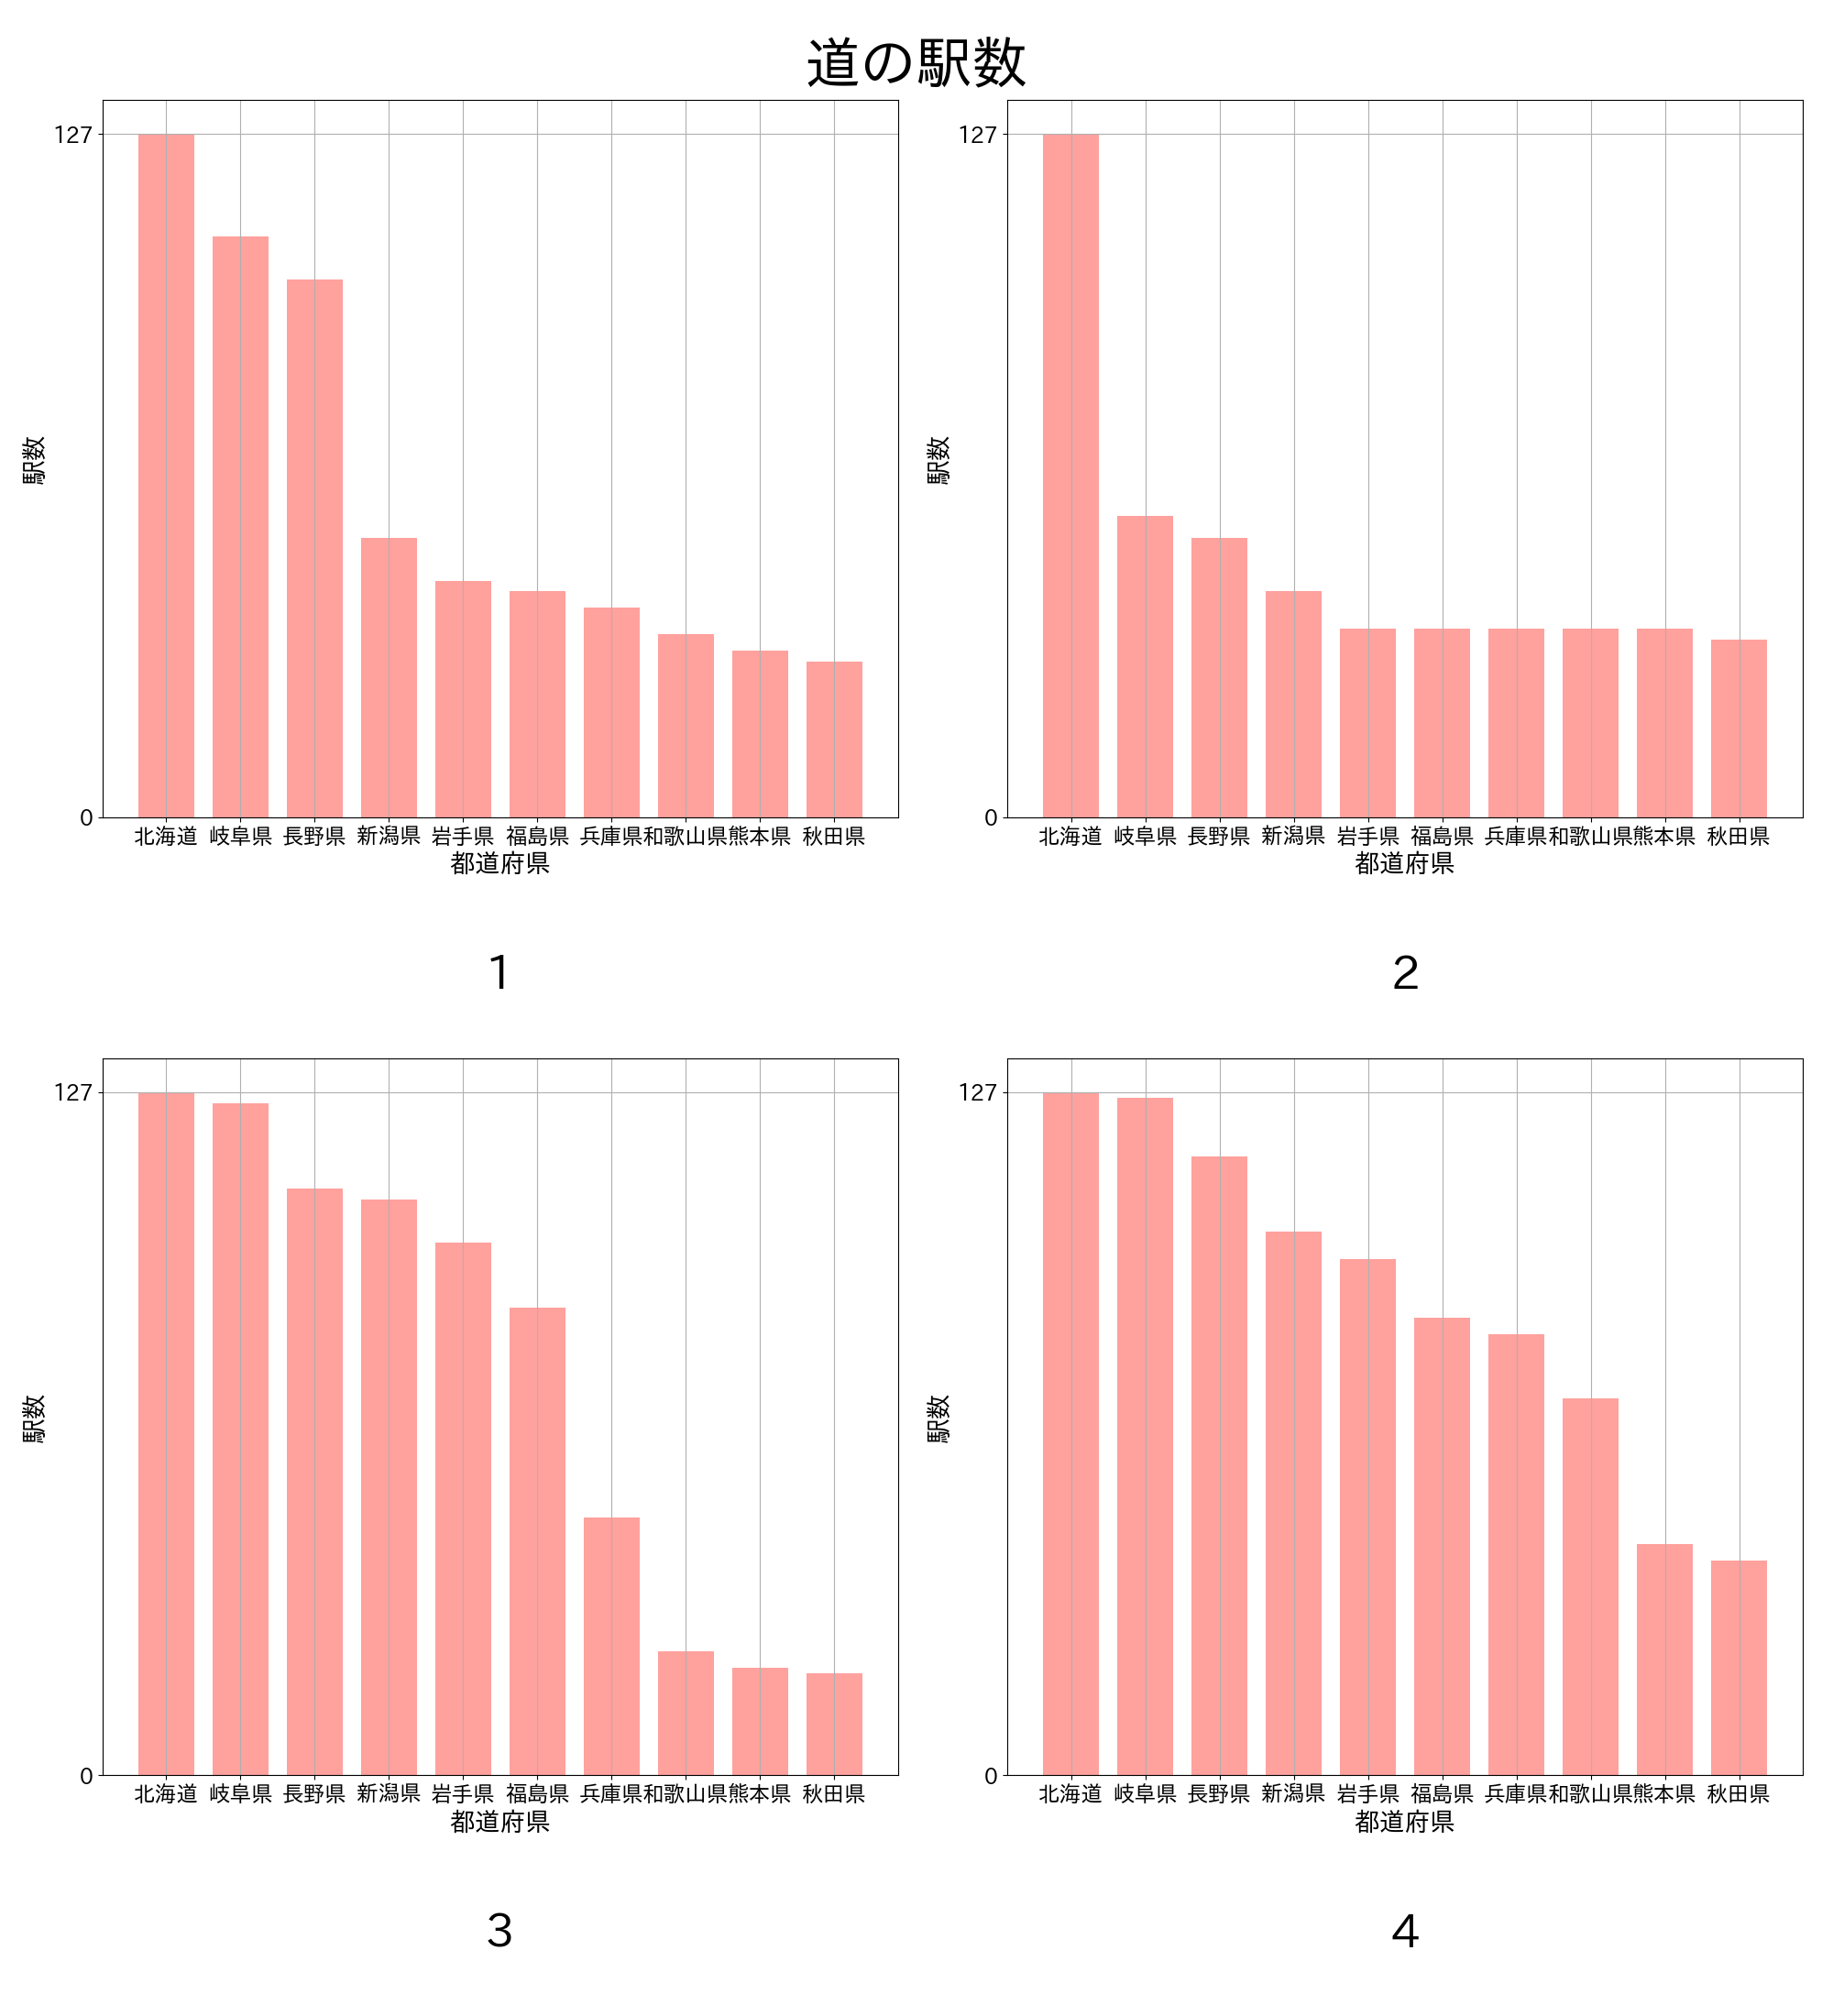 道の駅数
127
0
駅数
北海道 岐阜県 長野県 新潟県 岩手県 福島県 兵庫県 和歌山県 熊本県 秋田県
都道府県
1
127
0
駅数
北海道 岐阜県 長野県 新潟県 岩手県 福島県 兵庫県 和歌山県 熊本県 秋田県
都道府県
2
127
0
駅数
北海道 岐阜県 長野県 新潟県 岩手県 福島県 兵庫県 和歌山県 熊本県 秋田県
都道府県
3
127
0
駅数
北海道 岐阜県 長野県 新潟県 岩手県 福島県 兵庫県 和歌山県 熊本県 秋田県
都道府県
4